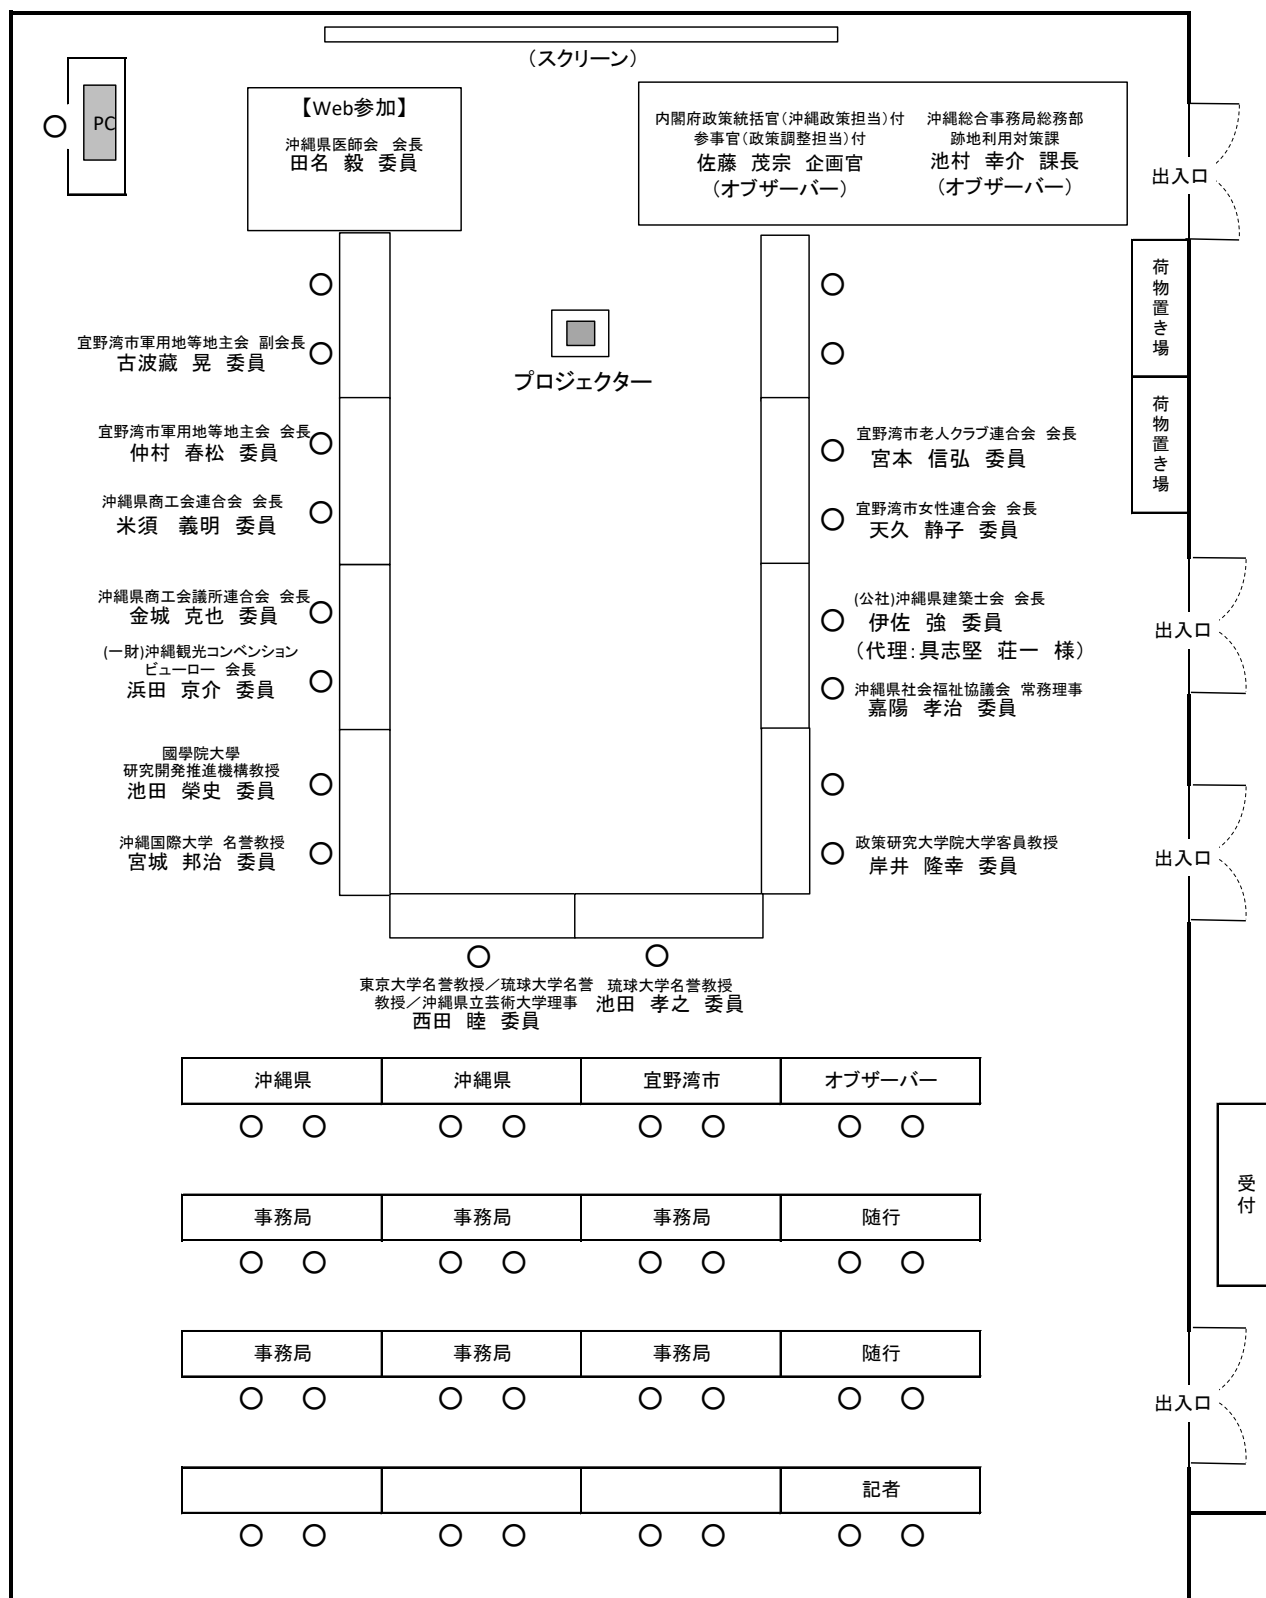 (スクリーン)
PC
【Web参加】
沖縄県医師会 会長
田名 毅 委員
内閣府政策統括官(沖縄政策担当)付
参事官(政策調整担当)付
佐藤 茂宗 企画官
(オブザーバー)
沖縄総合事務局総務部
跡地利用対策課
池村 幸介 課長
(オブザーバー)
出入口
荷物置き場
荷物置き場
プロジェクター
宜野湾市軍用地等地主会 副会長
古波藏 晃 委員
宜野湾市軍用地等地主会 会長
仲村 春松 委員
沖縄県商工会連合会 会長
米須 義明 委員
沖縄県商工会議所連合会 会長
金城 克也 委員
(一財)沖縄観光コンベンション
ビューロー 会長
浜田 京介 委員
國學院大學
研究開発推進機構教授
池田 榮史 委員
沖縄国際大学 名誉教授
宮城 邦治 委員
宜野湾市老人クラブ連合会 会長
宮本 信弘 委員
宜野湾市女性連合会 会長
天久 静子 委員
(公社)沖縄県建築士会 会長
伊佐 強 委員
(代理:具志堅 荘一 様)
沖縄県社会福祉協議会 常務理事
嘉陽 孝治 委員
政策研究大学院大学客員教授
岸井 隆幸 委員
出入口
出入口
東京大学名誉教授/琉球大学名誉
教授/沖縄県立芸術大学理事
西田 睦 委員
琉球大学名誉教授
池田 孝之 委員
沖縄県
沖縄県
宜野湾市
オブザーバー
受付
事務局
事務局
事務局
随行
事務局
事務局
事務局
随行
出入口
記者